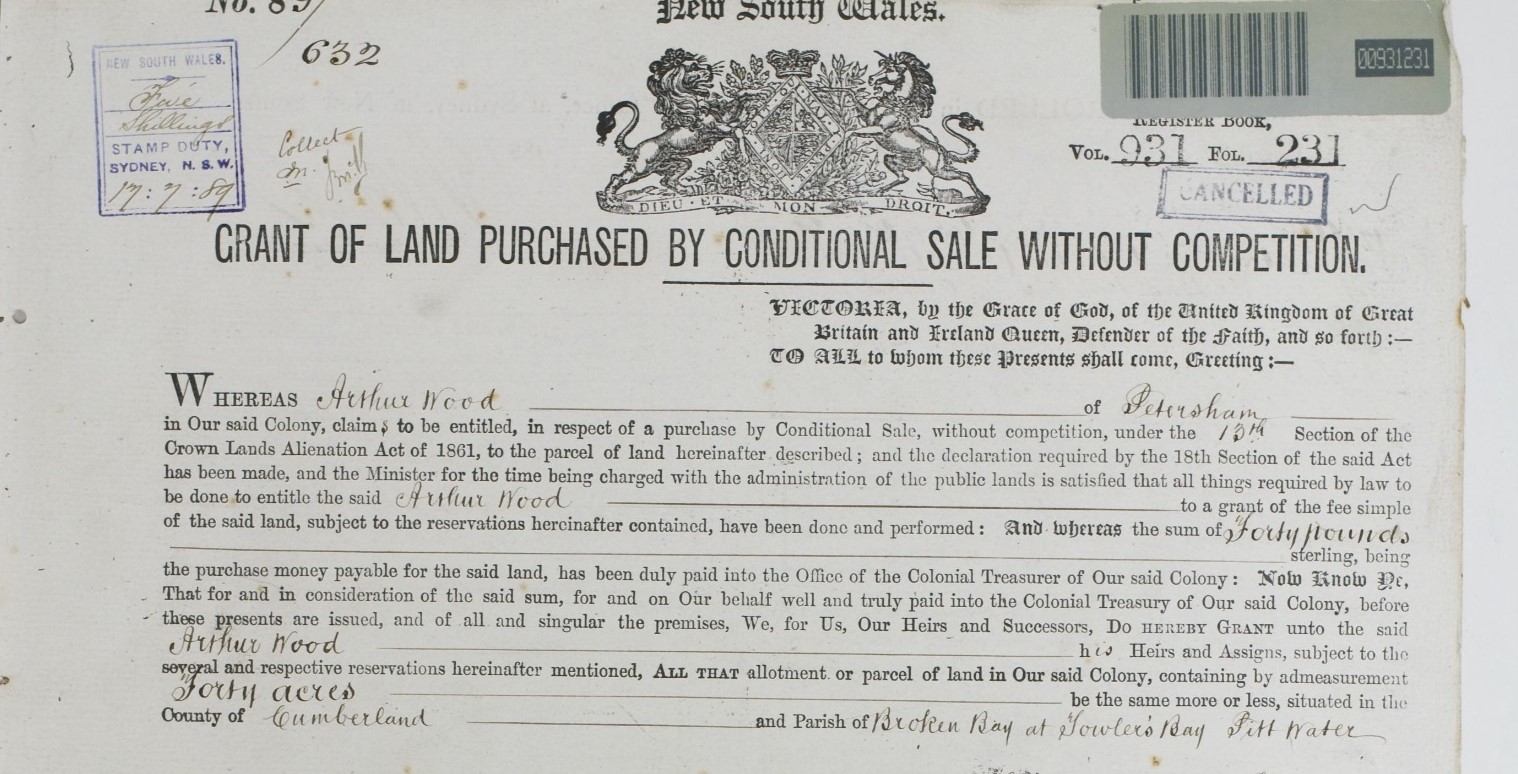 No. 89/
632
New South Wales.
00931231
NEW SOUTH WALES.
Five
Shillings
STAMP DUTY,
SYDNEY, N. S. W.
17: 7 :89
Collect
REGISTER BOOK,
VOL. 931 FOL. 231
CANCELLED
DIEU ET MON DROIT.
GRANT OF LAND PURCHASED BY CONDITIONAL SALE WITHOUT COMPETITION.
VICTORIA, by the Grace of God, of the United Kingdom of Great
Britain and Ireland Queen, Defender of the Faith, and so forth :—
TO ALL to whom these Presents shall come, Greeting :—
WHEREAS Arthur Wood of Petersham
in Our said Colony, claims to be entitled, in respect of a purchase by Conditional Sale, without competition, under the 13th Section of the
Crown Lands Alienation Act of 1861, to the parcel of land hereinafter described; and the declaration required by the 18th Section of the said Act
has been made, and the Minister for the time being charged with the administration of the public lands is satisfied that all things required by law to
be done to entitle the said Arthur Wood to a grant of the fee simple
of the said land, subject to the reservations hereinafter contained, have been done and performed: And whereas the sum of Forty pounds
sterling, being
the purchase money payable for the said land, has been duly paid into the Office of the Colonial Treasurer of Our said Colony: Now Know Ye,
That for and in consideration of the said sum, for and on Our behalf well and truly paid into the Colonial Treasury of Our said Colony, before
these presents are issued, and of all and singular the premises, We, for Us, Our Heirs and Successors, DO HEREBY GRANT unto the said
Arthur Wood his Heirs and Assigns, subject to the
several and respective reservations hereinafter mentioned, ALL THAT allotment or parcel of land in Our said Colony, containing by admeasurement
Forty acres be the same more or less, situated in the
County of Cumberland and Parish of Broken Bay at Towler's Bay Pitt Water